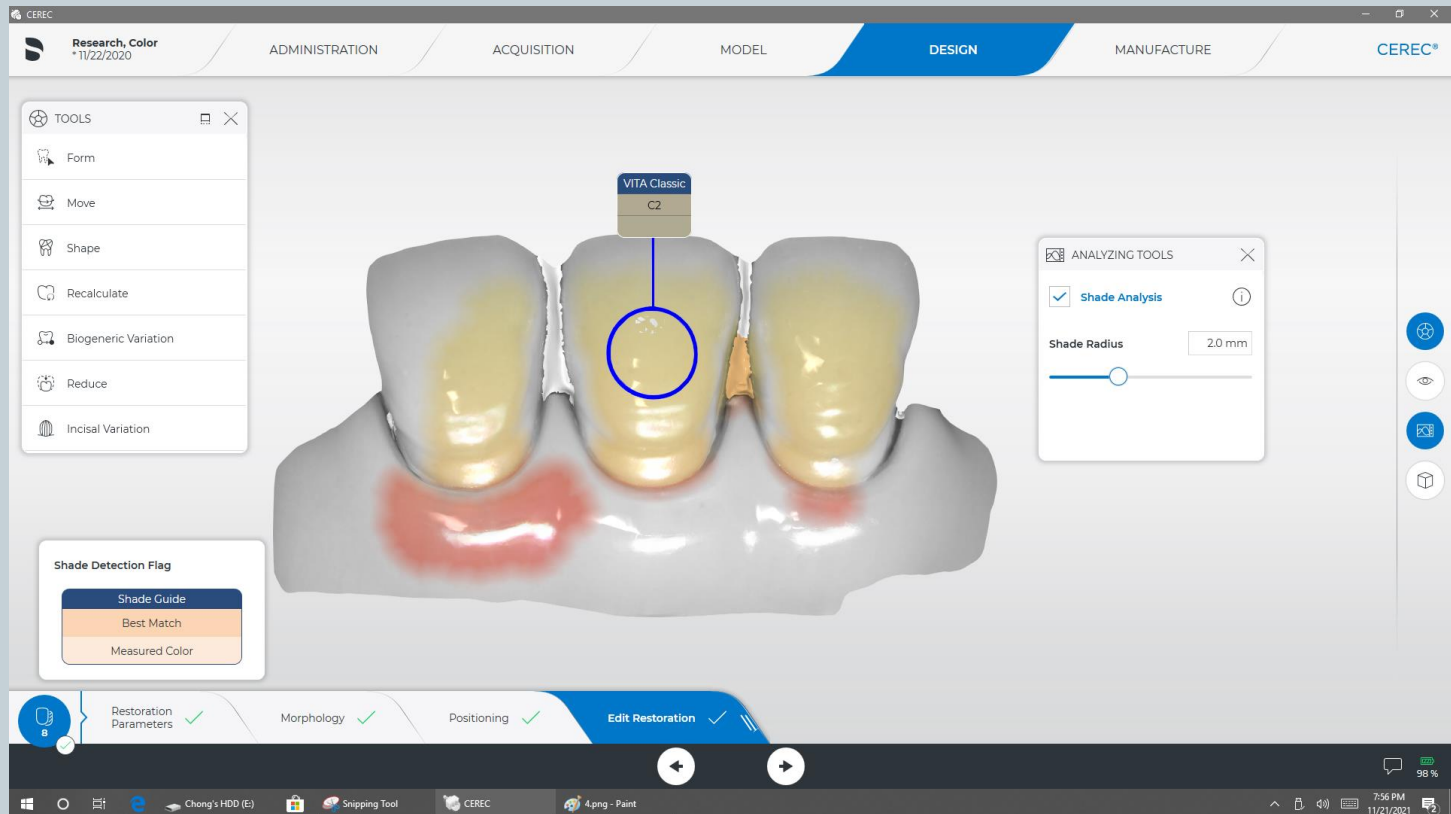 CEREC
Research, Color
* 11/22/2020
ADMINISTRATION
ACQUISITION
MODEL
DESIGN
MANUFACTURE
CEREC®
TOOLS
Form
Move
Shape
Recalculate
Biogeneric Variation
Reduce
Incisal Variation
VITA Classic
C2
ANALYZING TOOLS
Shade Analysis
Shade Radius
2.0 mm
Shade Detection Flag
Shade Guide
Best Match
Measured Color
8
Restoration
Parameters
Morphology
Positioning
Edit Restoration
98 %
Chong's HDD (E:)
Snipping Tool
CEREC
4.png - Paint
7:56 PM
11/21/2021
2